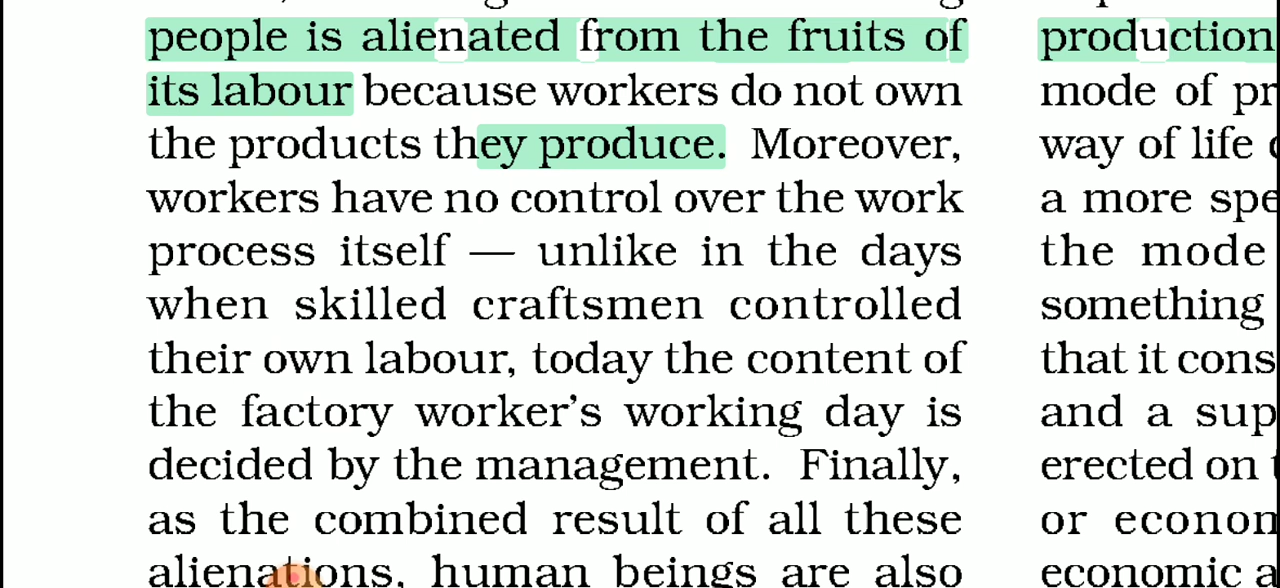 people is alienated from the fruits of
its labour because workers do not own
the products they produce. Moreover,
workers have no control over the work
process itself — unlike in the days
when skilled craftsmen controlled
their own labour, today the content of
the factory worker's working day is
decided by the management. Finally,
as the combined result of all these
alienations, human beings are also
production
mode of
way of life
a more
the mode
something
that it
and a
erected on
or
economic